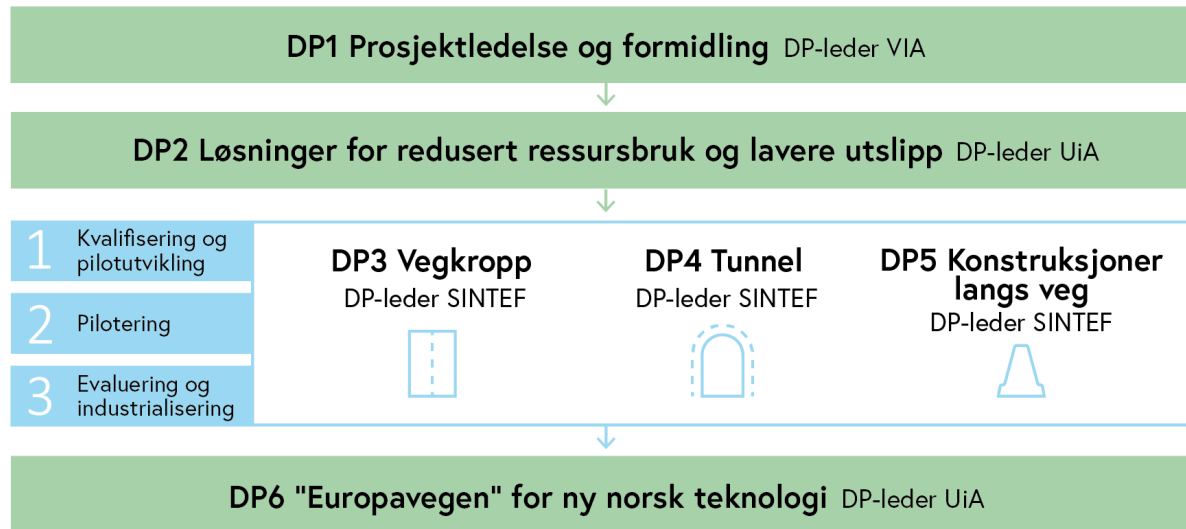 DP1 Prosjektledelse og formidling DP-leder VIA
DP2 Løsninger for redusert ressursbruk og lavere utslipp DP-leder UiA
1 Kvalifisering og
pilotutvikling
2 Pilotering
3 Evaluering og
industrialisering
DP3 Vegkropp
DP-leder SINTEF
DP4 Tunnel
DP-leder SINTEF
DP5 Konstruksjoner
langs veg
DP-leder SINTEF
DP6 "Europavegen" for ny norsk teknologi DP-leder UiA